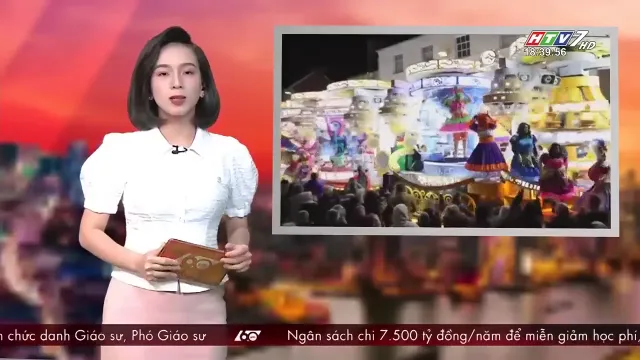 HTV7 HD
18:39:56
n chức danh Giáo sư, Phó Giáo sư
60
Ngân sách chi 7.500 tỷ đồng/năm để miễn giảm học phí